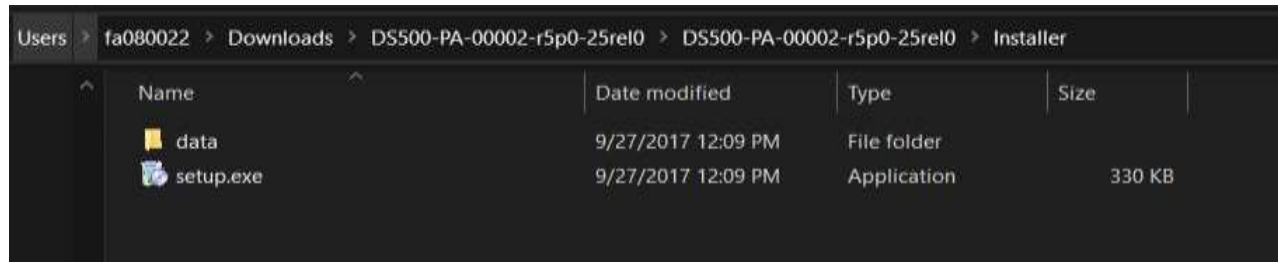 Users > fa080022 > Downloads > DS500-PA-00002-r5p0-25rel0 > DS500-PA-00002-r5p0-25rel0 > Installer
Name Date modified Type Size
data 9/27/2017 12:09 PM File folder
setup.exe 9/27/2017 12:09 PM Application 330 KB